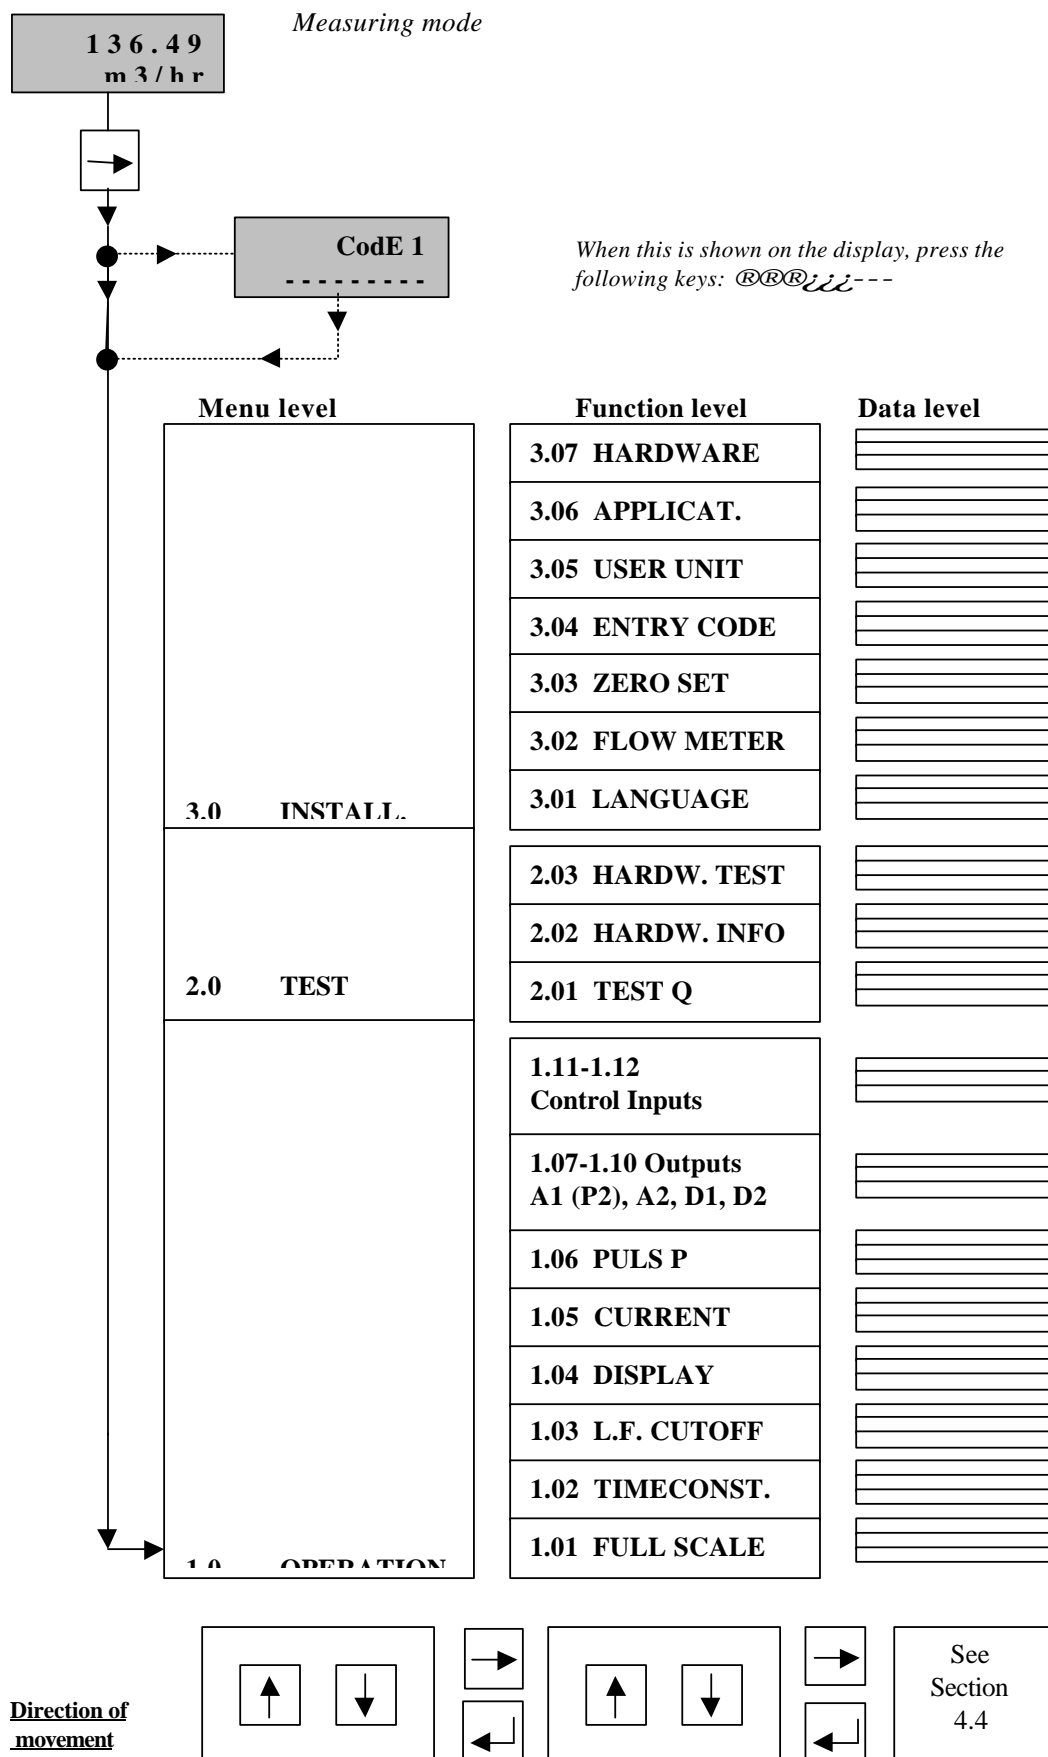 Measuring mode
136.49
m3/hr
CodE 1
---------
When this is shown on the display, press the
following keys: ®®®¿¿¿---
Menu level Function level Data level
3.07 HARDWARE
3.06 APPLICAT.
3.05 USER UNIT
3.04 ENTRY CODE
3.03 ZERO SET
3.02 FLOW METER
3.01 LANGUAGE
3.0 INSTALL.
2.03 HARDW. TEST
2.02 HARDW. INFO
2.01 TEST Q
2.0 TEST
1.11-1.12
Control Inputs
1.07-1.10 Outputs
A1 (P2), A2, D1, D2
1.06 PULS P
1.05 CURRENT
1.04 DISPLAY
1.03 L.F. CUTOFF
1.02 TIMECONST.
1.01 FULL SCALE
1.0 OPERATION
Direction of
movement
See
Section
4.4